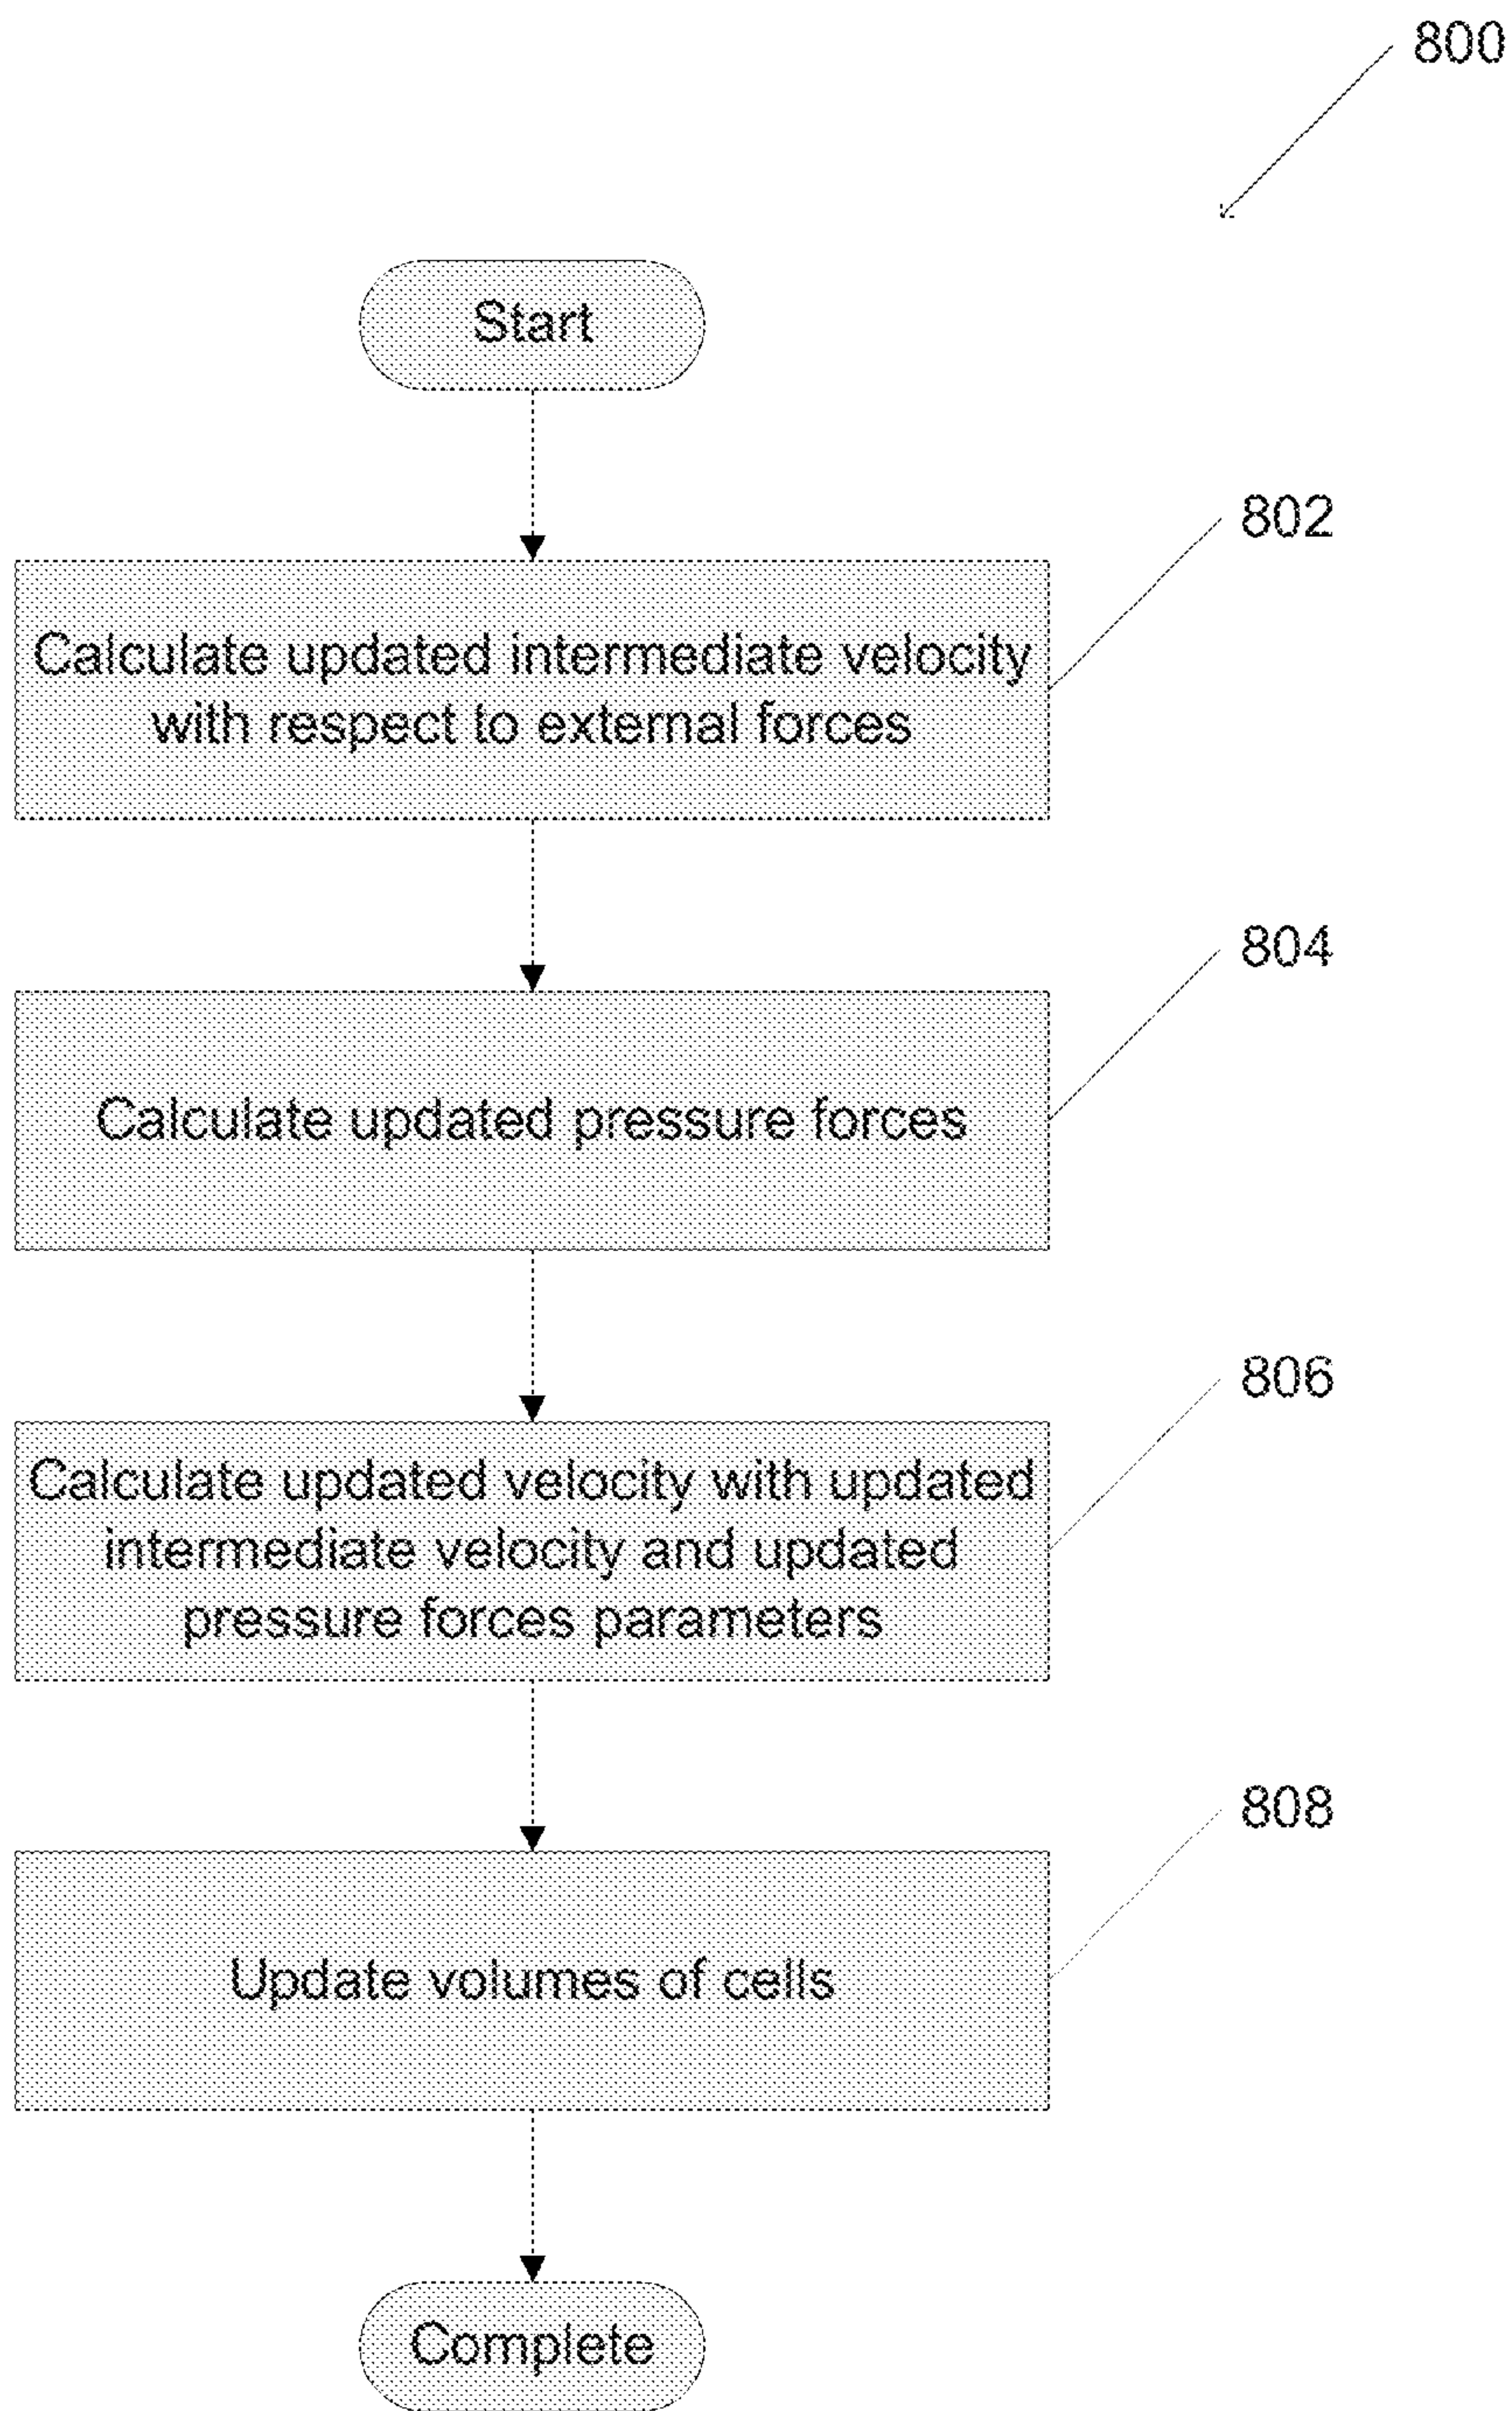 800
Start
802
Calculate updated intermediate velocity
with respect to external forces
804
Calculate updated pressure forces
806
Calculate updated velocity with updated
intermediate velocity and updated
pressure forces parameters
808
Update volumes of cells
Complete